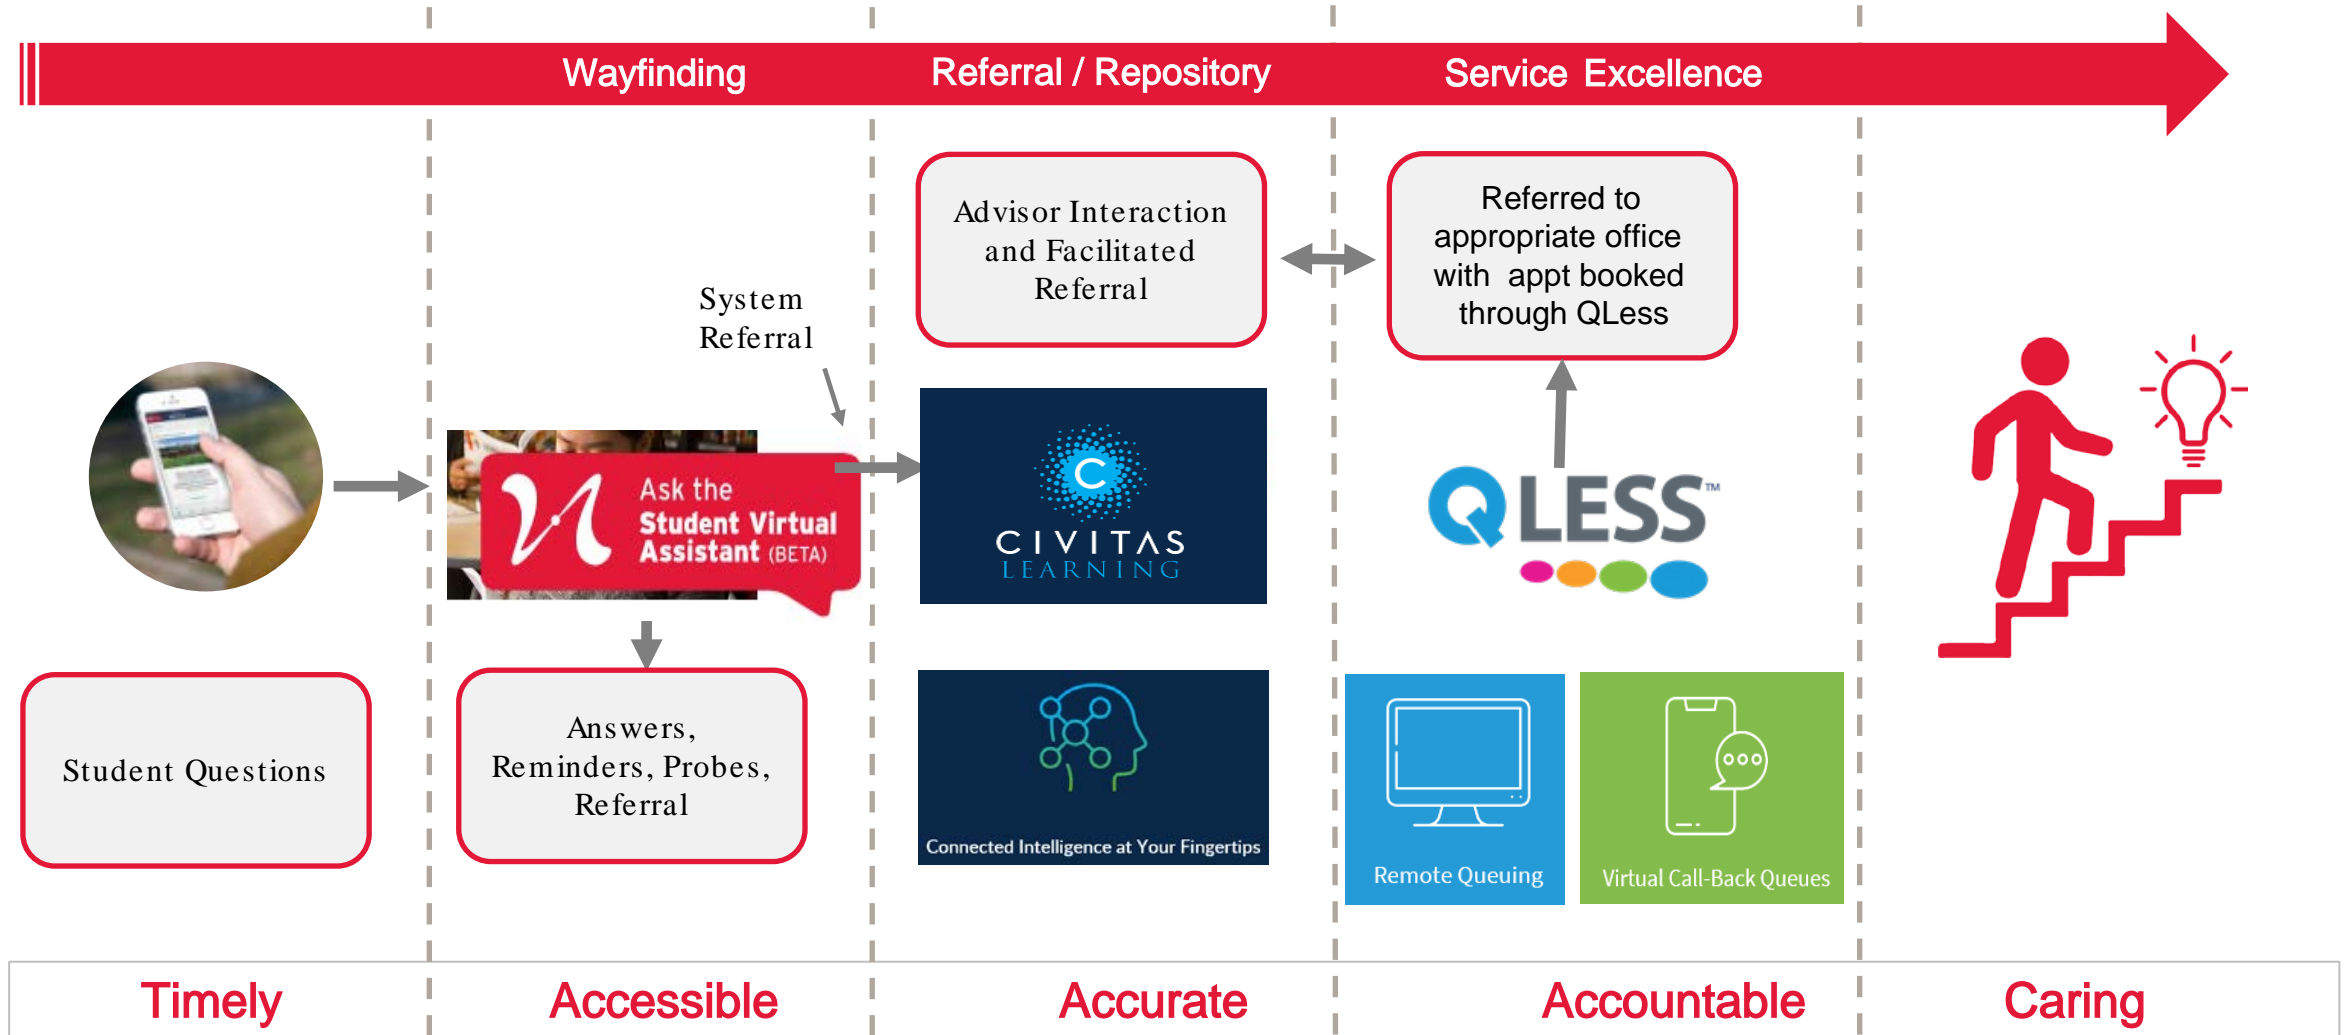 Wayfinding
Referral / Repository
Service Excellence
Advisor Interaction
and Facilitated
Referral
Referred to
appropriate office
with appt booked
through QLess
System
Referral
Ask the
Student Virtual
Assistant (BETA)
C
CIVITAS
LEARNING
QLESS™
Student Questions
Answers,
Reminders, Probes,
Referral
Connected Intelligence at Your Fingertips
Remote Queuing
Virtual Call-Back Queues
Timely
Accessible
Accurate
Accountable
Caring